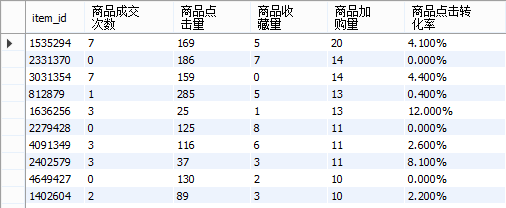 item_id 商品成交次数 商品点击量 商品收藏量 商品加购量 商品点击转化率
1535294 7 169 5 20 4.100%
2331370 0 186 7 14 0.000%
3031354 7 159 0 14 4.400%
812879 1 285 5 13 0.400%
1636256 3 25 1 13 12.000%
2279428 0 125 8 11 0.000%
4091349 3 116 6 11 2.600%
2402579 3 37 3 11 8.100%
4649427 0 130 2 10 0.000%
1402604 2 89 3 10 2.200%